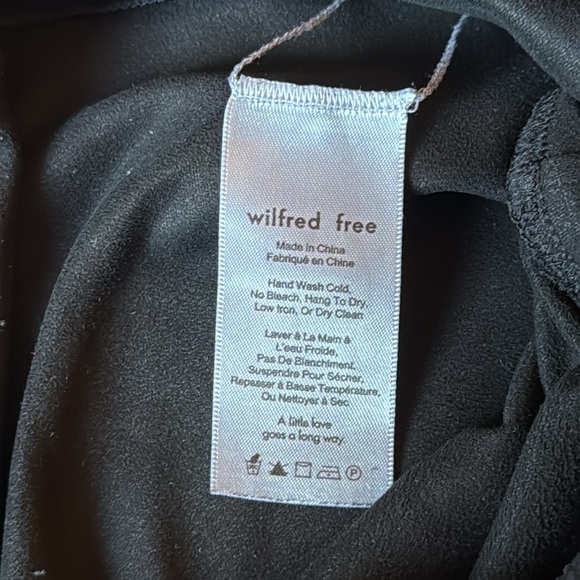 wilfred free
Made in China
Fabriqué en Chine
Hand Wash Cold,
No Bleach, Hang To Dry,
Low Iron, Or Dry Clean
Laver à La Main à
L'eau Froide,
Pas De Blanchiment,
Suspendre Pour Sécher,
Repasser à Basse Température,
Ou Nettoyer à Sec
A little love
goes a long way.
P